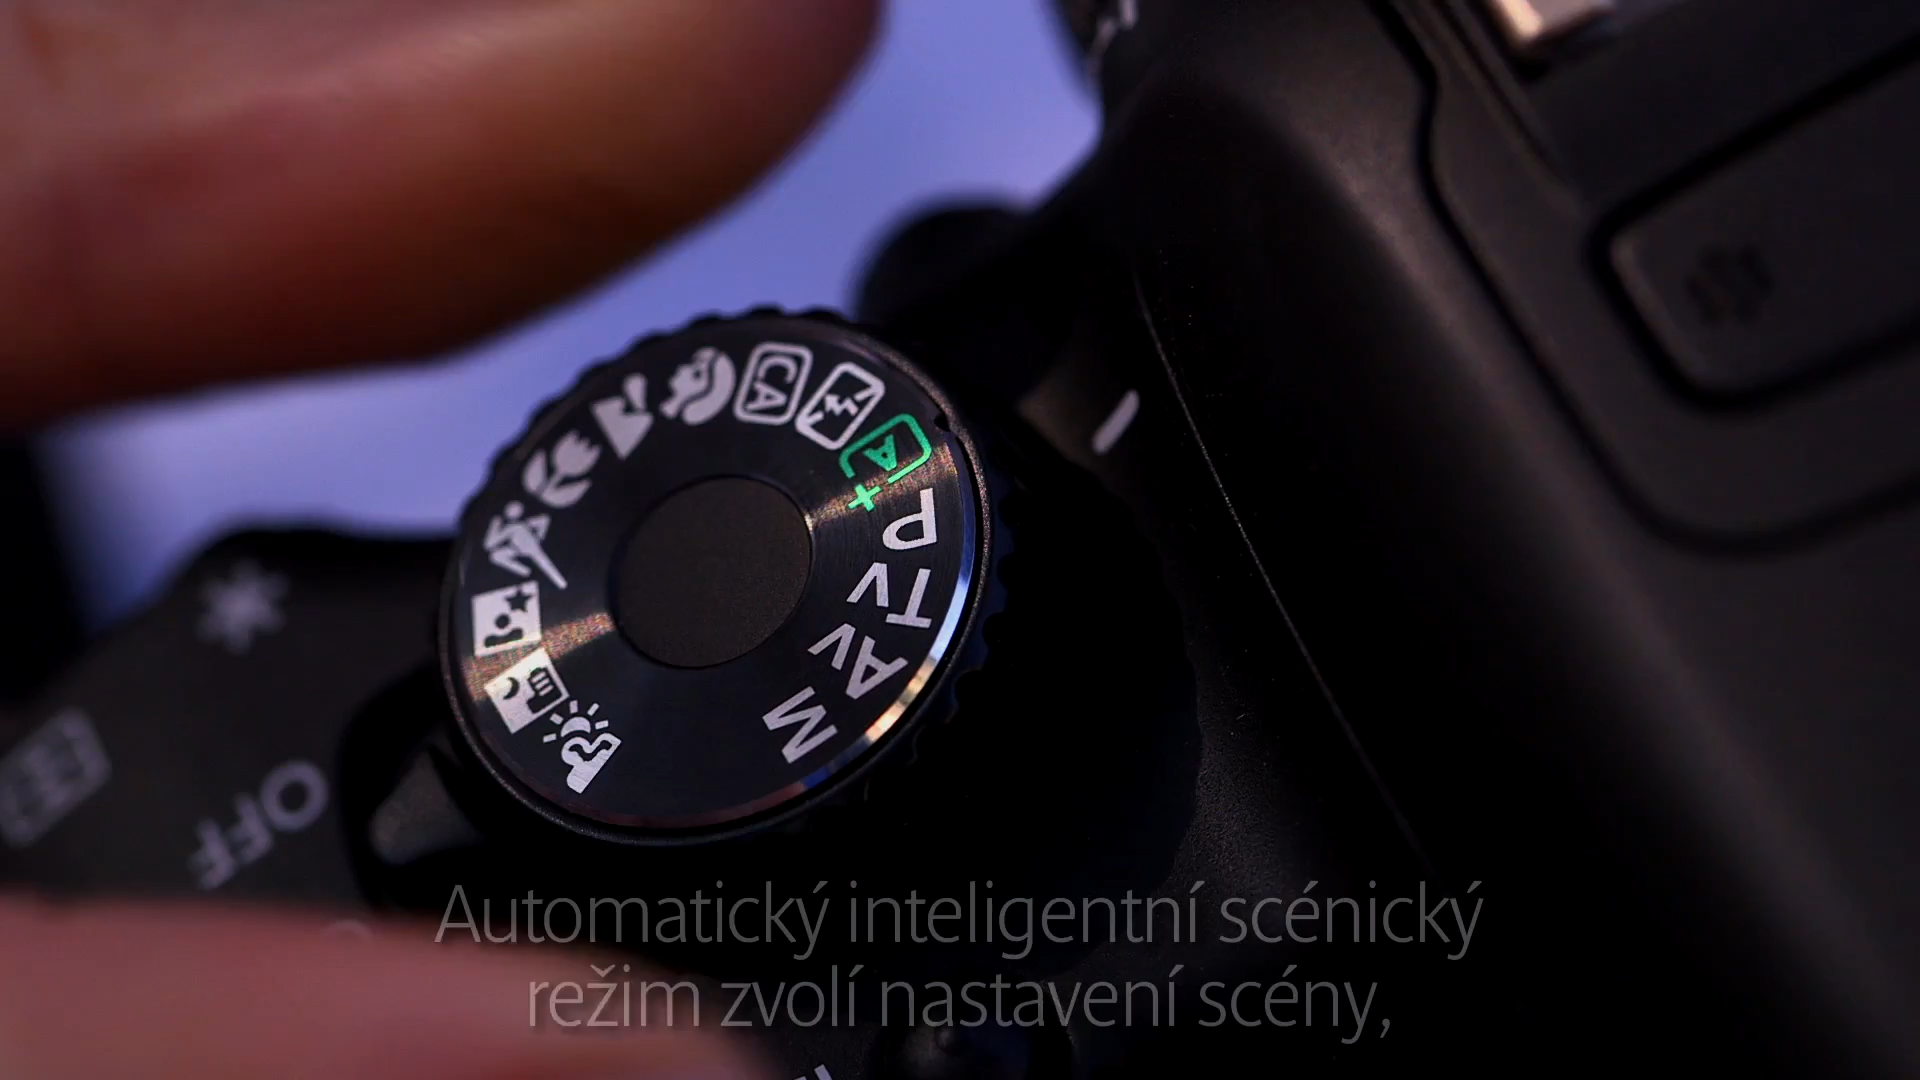 CA
A+
P
Tv
Av
M
OFF
Automatický inteligentní scénický
režim zvolí nastavení scény,